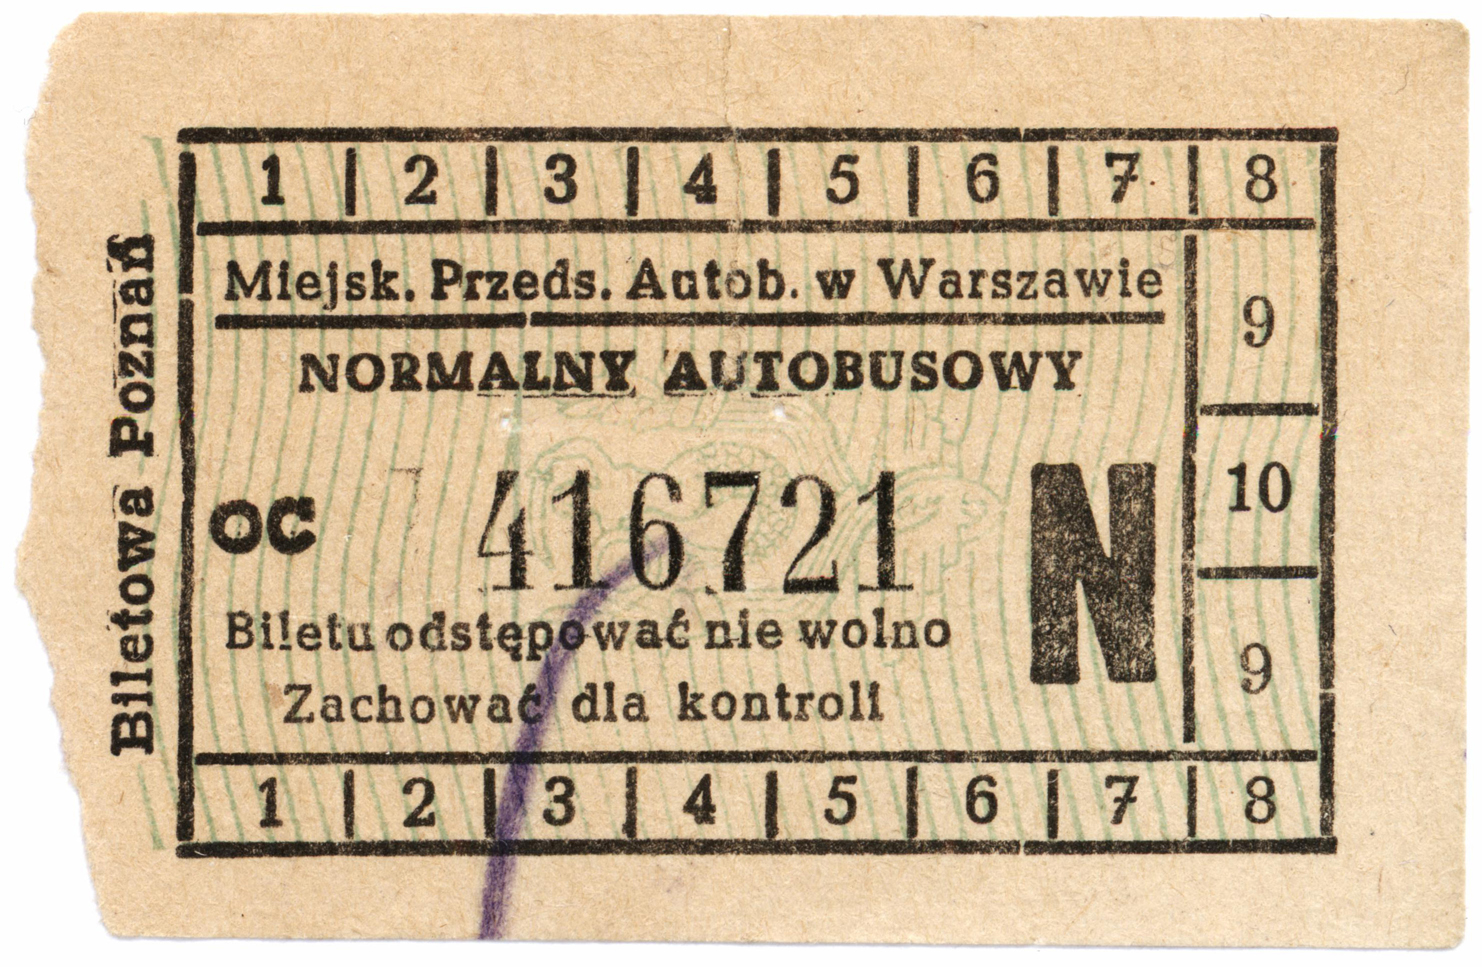 1 | 2 | 3 | 4 | 5 | 6 | 7 | 8
Miejsk. Przeds. Autob. w Warszawie
NORMALNY AUTOBUSOWY
9
OC 416721
N
10
Biletu odstępować nie wolno
Zachować dla kontroli
9
1 | 2 | 3 | 4 | 5 | 6 | 7 | 8
Biletowa Poznań